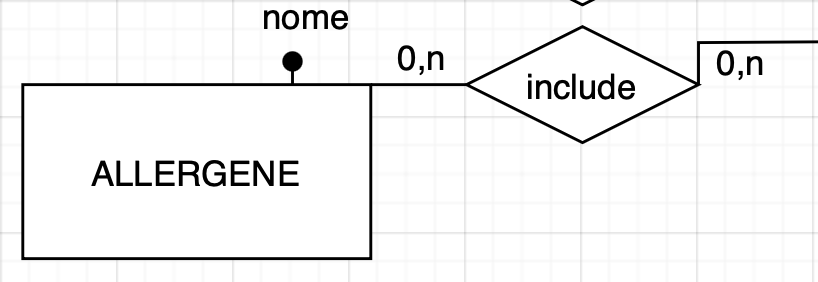 nome
0,n
include
0,n
ALLERGENE